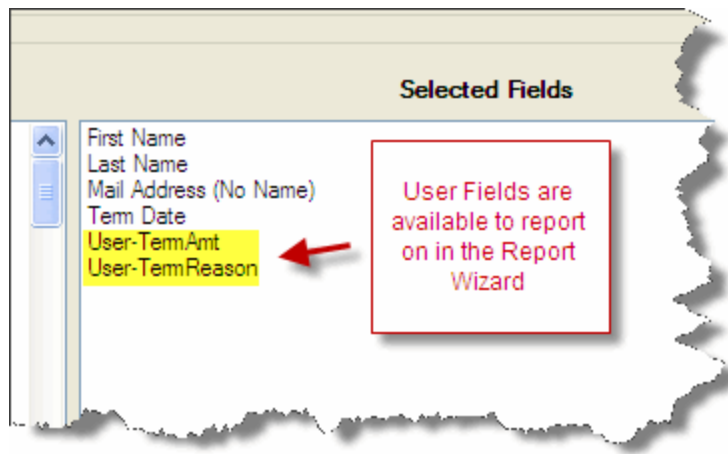 Selected Fields
First Name
Last Name
Mail Address (No Name)
Term Date
User-TermAmt
User-TermReason
User Fields are
available to report
on in the Report
Wizard